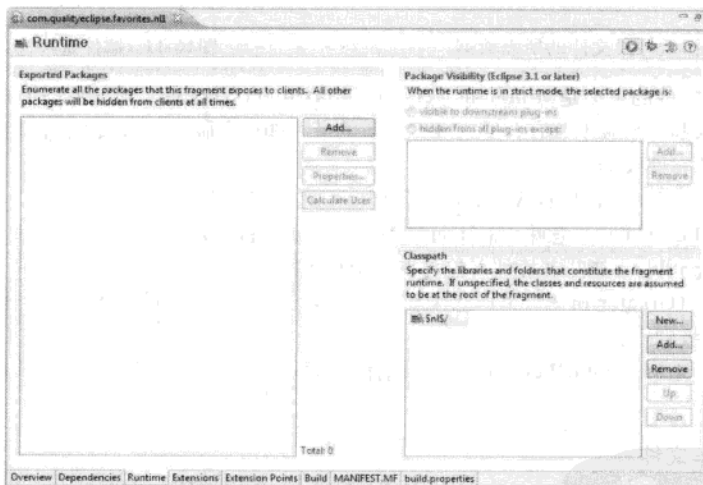 com.qualityeclipse.favorites.nl1
Runtime
Exported Packages
Enumerate all the packages that this fragment exposes to clients. All other
packages will be hidden from clients at all times.
Add...
Remove
Properties...
Calculate Uses
Total: 0
Package Visibility (Eclipse 3.1 or later)
When the runtime is in strict mode, the selected package is:
visible to downstream plug-ins
hidden from all plug-ins except:
Add...
Remove
Classpath
Specify the libraries and folders that constitute the fragment
runtime. If unspecified, the classes and resources are assumed
to be at the root of the fragment.
$nl$/
New...
Add...
Remove
Up
Down
Overview Dependencies Runtime Extensions Extension Points Build MANIFEST.MF build.properties